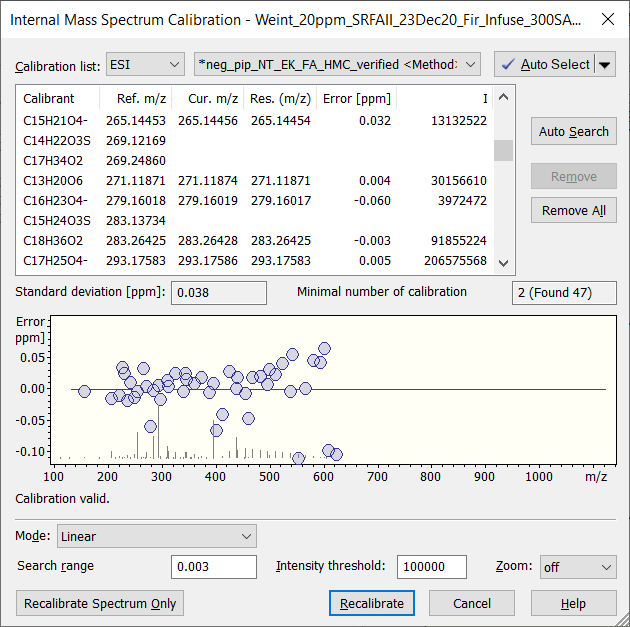 Internal Mass Spectrum Calibration - Weint_20ppm_SRFAII_23Dec20_Fir_Infuse_300SA...
Calibration list: ESI *neg_pip_NT_EK_FA_HMC_verified <Method> Auto Select
Calibrant Ref. m/z Cur. m/z Res. (m/z) Error [ppm] I
C15H21O4- 265.14453 265.14456 265.14454 0.032 13132522
C14H22O3S 269.12169
C17H34O2 269.24860
C13H20O6 271.11871 271.11874 271.11871 0.004 30156610
C16H23O4- 279.16018 279.16019 279.16017 -0.060 3972472
C15H24O3S 283.13734
C18H36O2 283.26425 283.26428 283.26425 -0.003 91855224
C17H25O4- 293.17583 293.17586 293.17583 0.005 206575568
Auto Search
Remove
Remove All
Standard deviation [ppm]: 0.038 Minimal number of calibration 2 (Found 47)
Error
ppm]
0.05
0.00
-0.05
-0.10
100 200 300 400 500 600 700 800 900 1000 m/z
Calibration valid.
Mode: Linear
Search range 0.003 Intensity threshold: 100000 Zoom: off
Recalibrate Spectrum Only Recalibrate Cancel Help